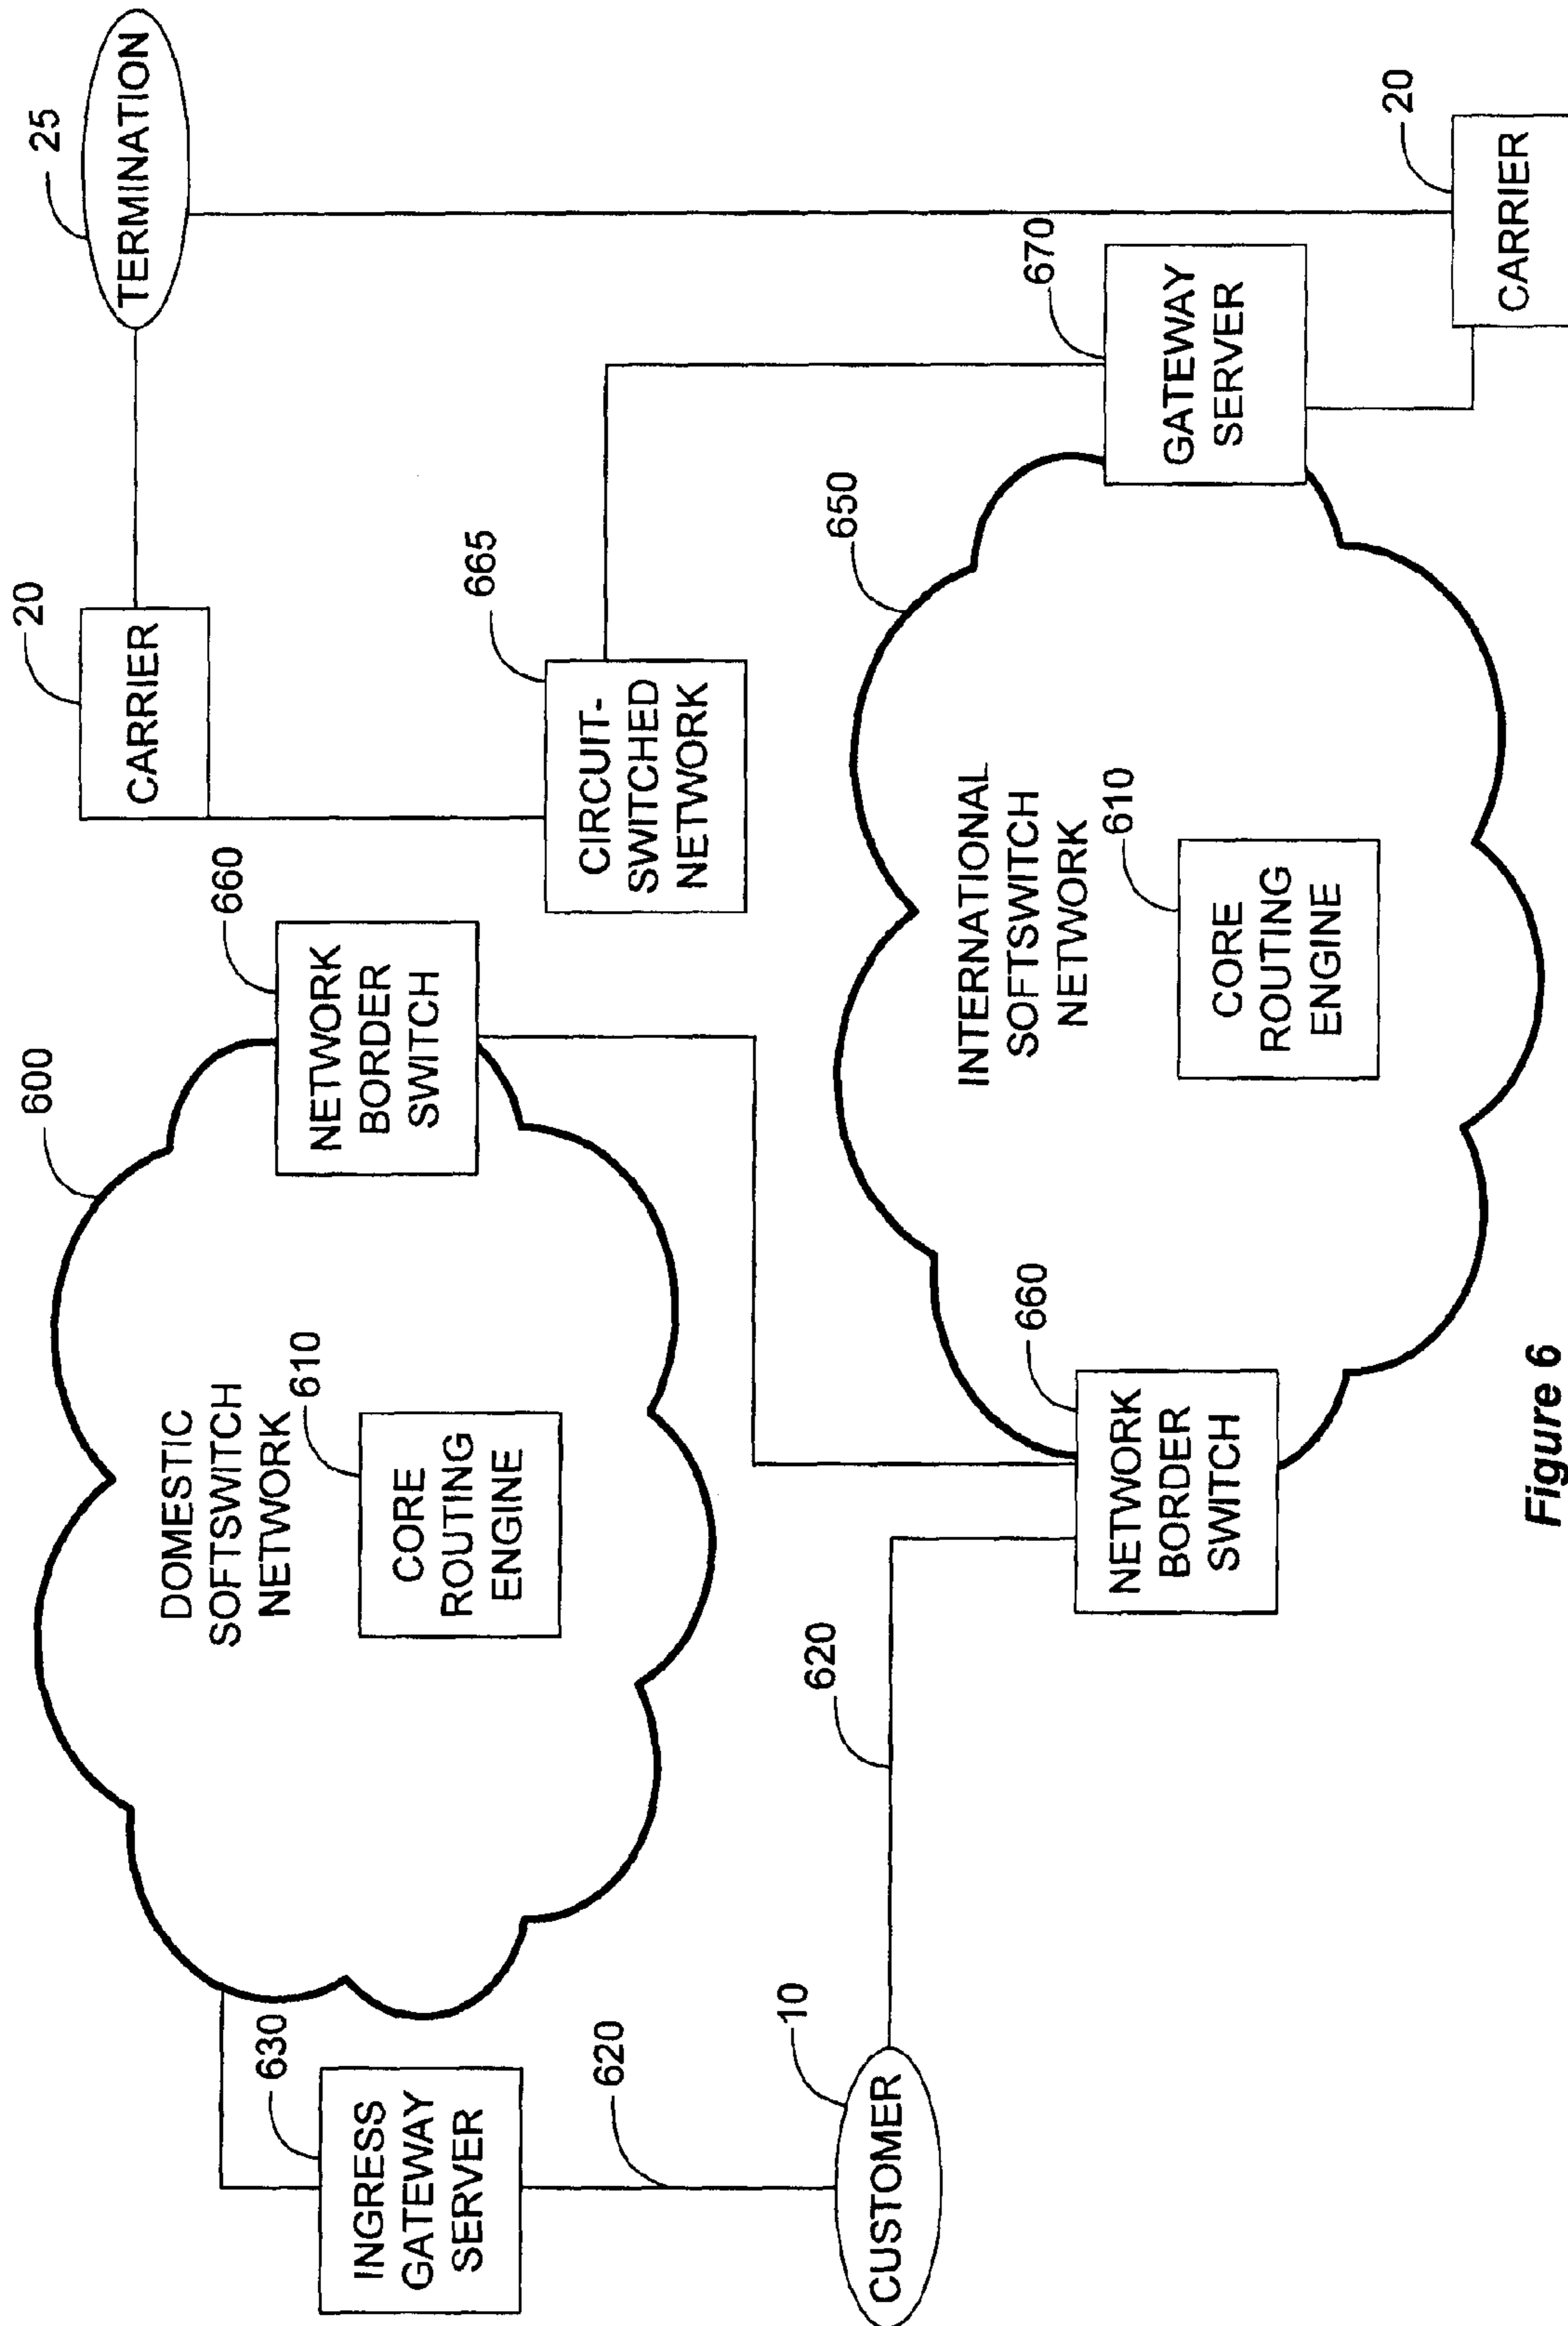 600
DOMESTIC
SOFTSWITCH
NETWORK
610
CORE
ROUTING
ENGINE
630
INGRESS
GATEWAY
SERVER
620
10
CUSTOMER
620
660
NETWORK
BORDER
SWITCH
20
CARRIER
25
TERMINATION
665
CIRCUIT-
SWITCHED
NETWORK
650
INTERNATIONAL
SOFTSWITCH
NETWORK
610
CORE
ROUTING
ENGINE
660
NETWORK
BORDER
SWITCH
670
GATEWAY
SERVER
20
CARRIER
Figure 6